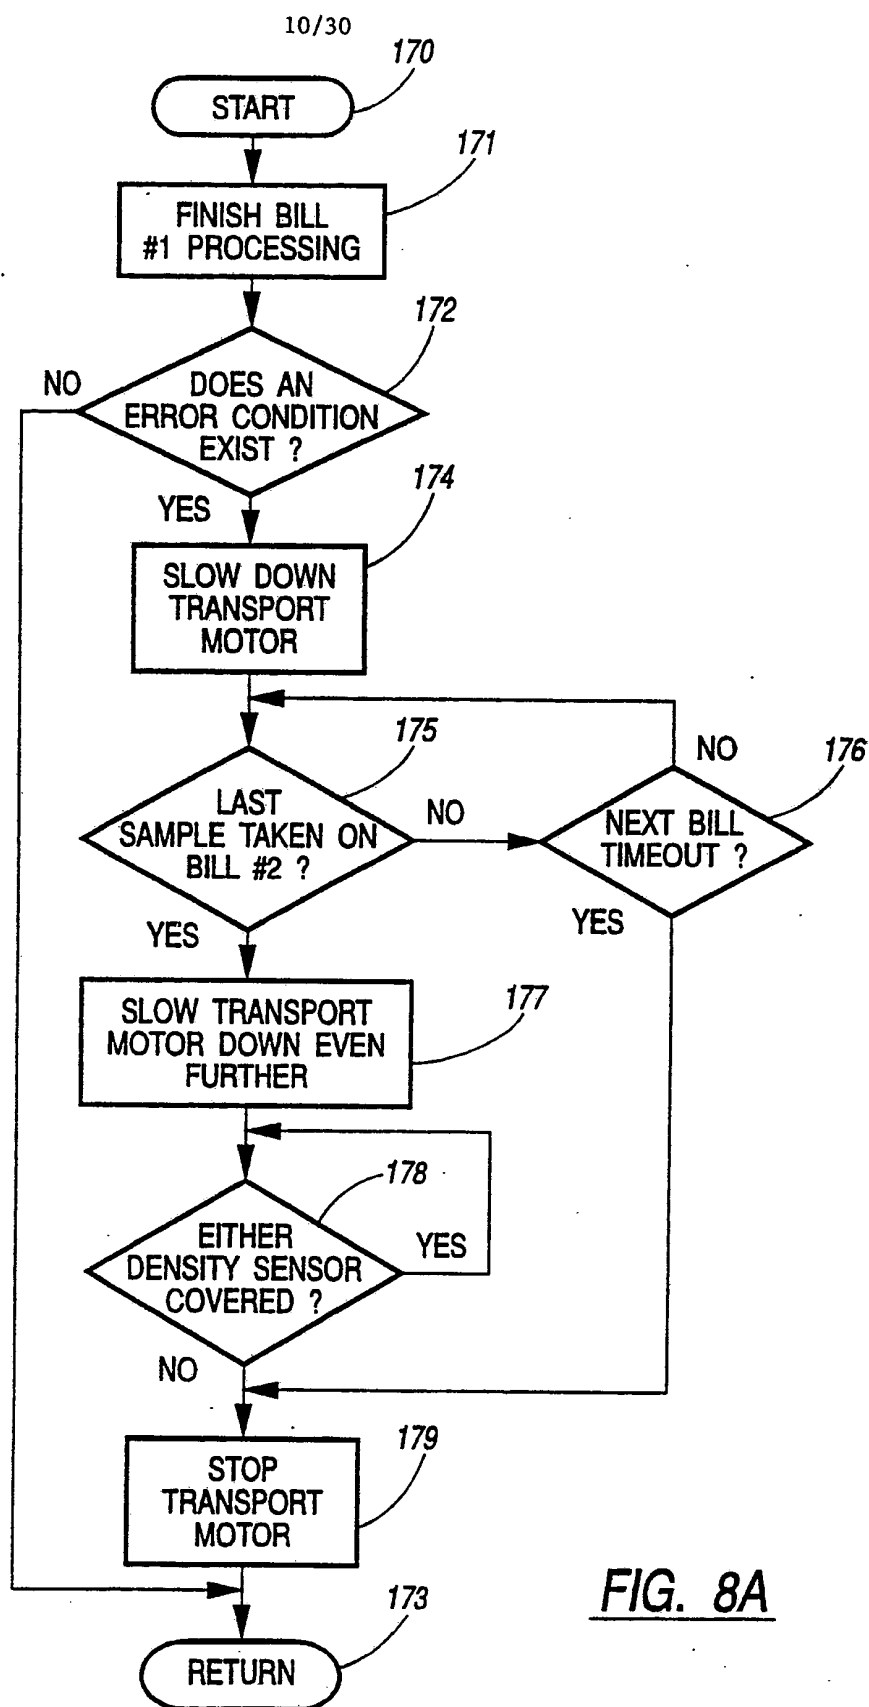 10/30
170
START
171
FINISH BILL
#1 PROCESSING
172
NO
DOES AN
ERROR CONDITION
EXIST ?
174
YES
SLOW DOWN
TRANSPORT
MOTOR
175
NO
176
LAST
SAMPLE TAKEN ON
BILL #2 ?
NO
NEXT BILL
TIMEOUT ?
YES
YES
177
SLOW TRANSPORT
MOTOR DOWN EVEN
FURTHER
178
EITHER
DENSITY SENSOR
COVERED ?
YES
NO
179
STOP
TRANSPORT
MOTOR
173
RETURN
FIG. 8A